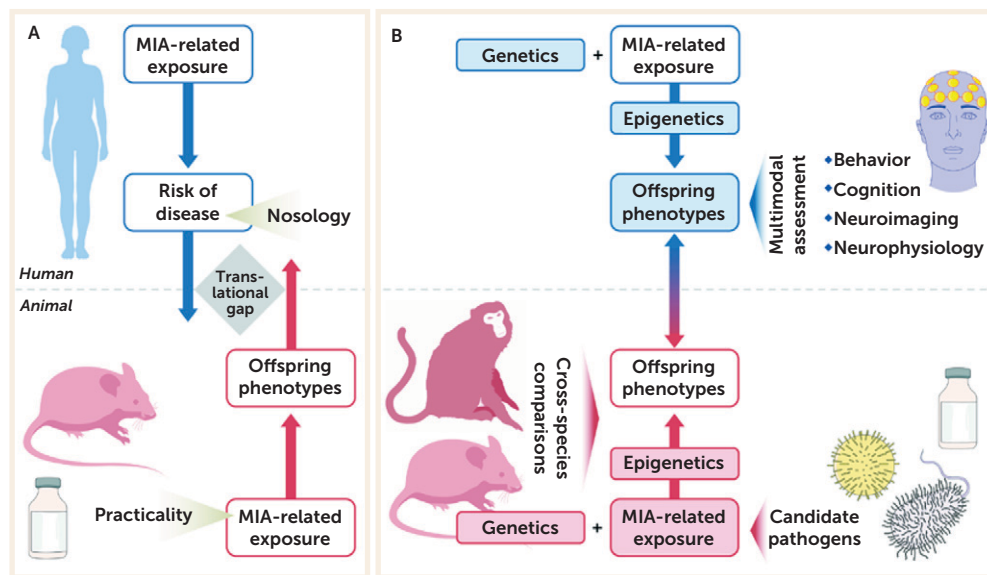 A
MIA-related
exposure
Risk of
disease
Nosology
Human
Trans-
lational
gap
Animal
Offspring
phenotypes
Practicality
MIA-related
exposure
B
Genetics
+
MIA-related
exposure
Epigenetics
Offspring
phenotypes
Multimodal
assessment
Behavior
Cognition
Neuroimaging
Neurophysiology
Cross-species
comparisons
Offspring
phenotypes
Epigenetics
Genetics
+
MIA-related
exposure
Candidate
pathogens